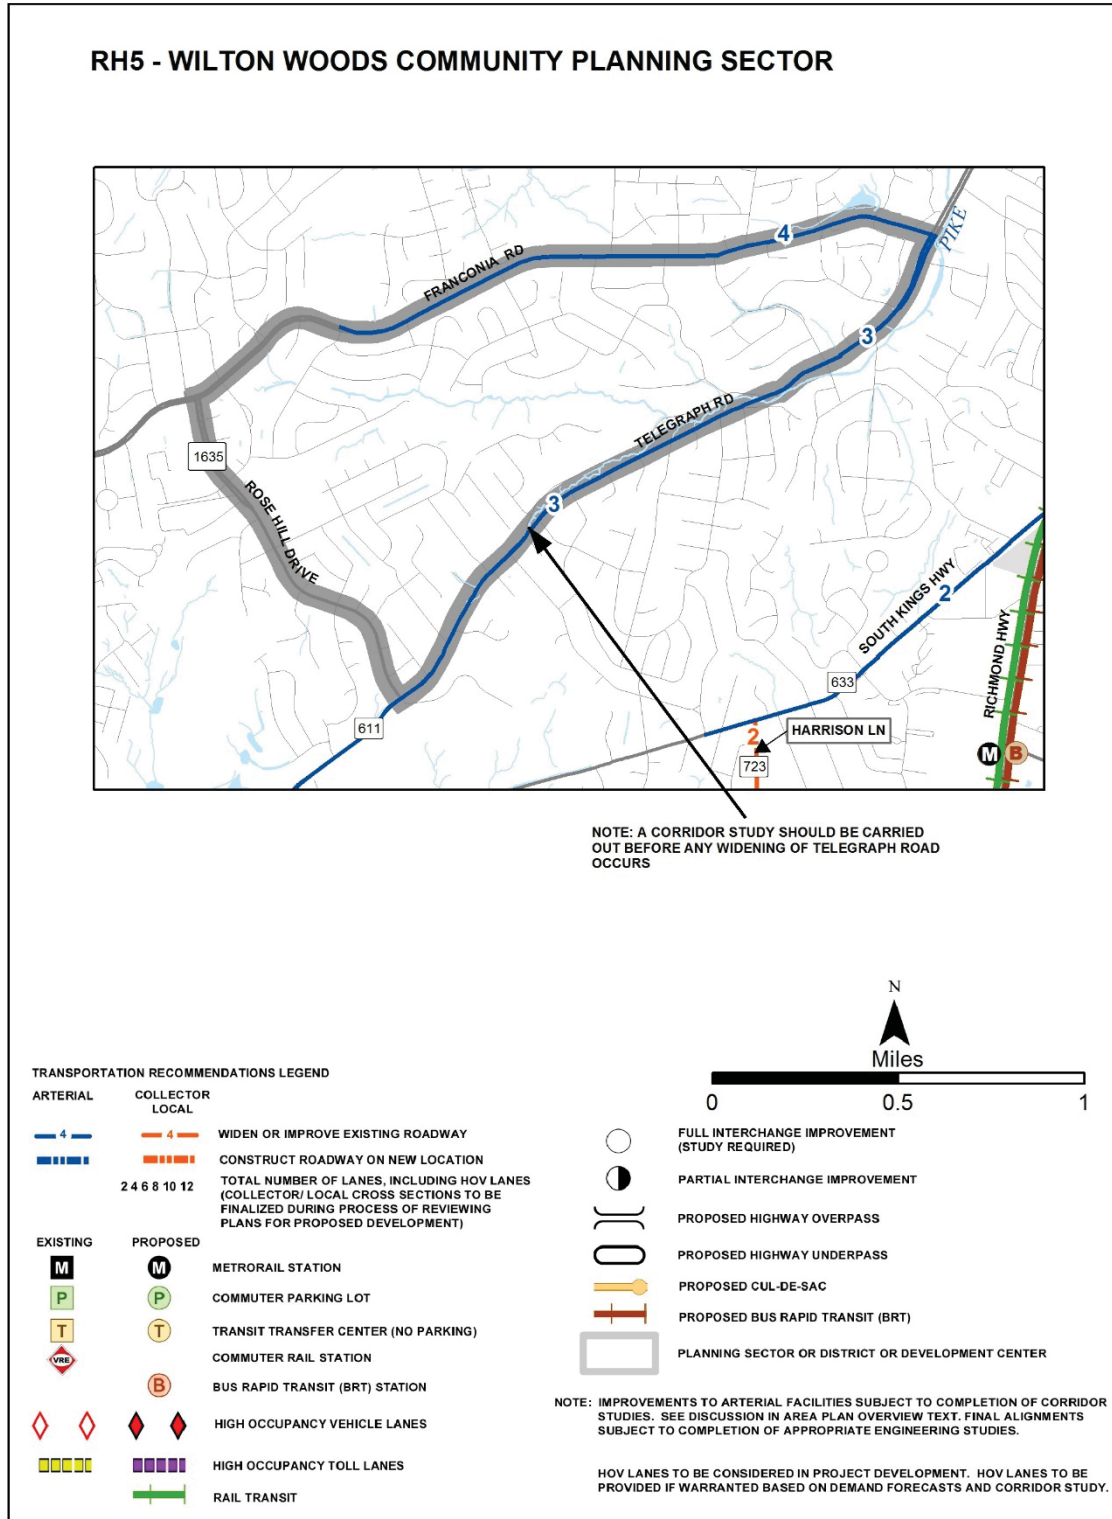 RH5 - WILTON WOODS COMMUNITY PLANNING SECTOR
4
PIKE
FRANCONIA RD
3
TELEGRAPH RD
1635
ROSE HILL DRIVE
3
SOUTH KINGS HWY
2
RICHMOND HWY
633
611
2
HARRISON LN
723
M
B
NOTE: A CORRIDOR STUDY SHOULD BE CARRIED
OUT BEFORE ANY WIDENING OF TELEGRAPH ROAD
OCCURS
N
Miles
0
0.5
1
TRANSPORTATION RECOMMENDATIONS LEGEND
ARTERIAL
COLLECTOR
LOCAL
4
4
WIDEN OR IMPROVE EXISTING ROADWAY
CONSTRUCT ROADWAY ON NEW LOCATION
2 4 6 8 10 12
TOTAL NUMBER OF LANES, INCLUDING HOV LANES
(COLLECTOR/ LOCAL CROSS SECTIONS TO BE
FINALIZED DURING PROCESS OF REVIEWING
PLANS FOR PROPOSED DEVELOPMENT)
EXISTING
PROPOSED
M
M
METRORAIL STATION
P
P
COMMUTER PARKING LOT
T
T
TRANSIT TRANSFER CENTER (NO PARKING)
VRE
COMMUTER RAIL STATION
B
BUS RAPID TRANSIT (BRT) STATION
HIGH OCCUPANCY VEHICLE LANES
HIGH OCCUPANCY TOLL LANES
RAIL TRANSIT
FULL INTERCHANGE IMPROVEMENT
(STUDY REQUIRED)
PARTIAL INTERCHANGE IMPROVEMENT
PROPOSED HIGHWAY OVERPASS
PROPOSED HIGHWAY UNDERPASS
PROPOSED CUL-DE-SAC
PROPOSED BUS RAPID TRANSIT (BRT)
PLANNING SECTOR OR DISTRICT OR DEVELOPMENT CENTER
NOTE: IMPROVEMENTS TO ARTERIAL FACILITIES SUBJECT TO COMPLETION OF CORRIDOR
STUDIES. SEE DISCUSSION IN AREA PLAN OVERVIEW TEXT. FINAL ALIGNMENTS
SUBJECT TO COMPLETION OF APPROPRIATE ENGINEERING STUDIES.
HOV LANES TO BE CONSIDERED IN PROJECT DEVELOPMENT. HOV LANES TO BE
PROVIDED IF WARRANTED BASED ON DEMAND FORECASTS AND CORRIDOR STUDY.